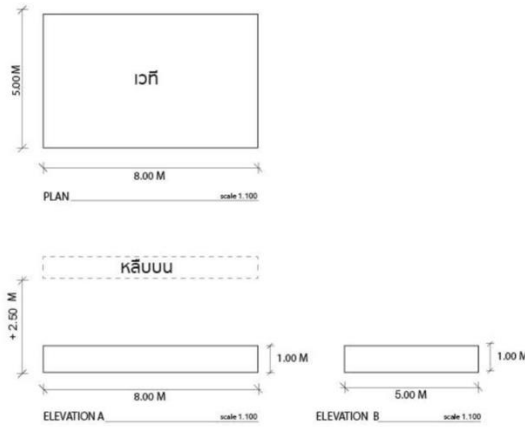 5.00 M
เวที
8.00 M
PLAN scale 1.100
หลืบบน
+ 2.50 M
1.00 M
8.00 M
ELEVATION A scale 1.100
1.00 M
5.00 M
ELEVATION B scale 1.100